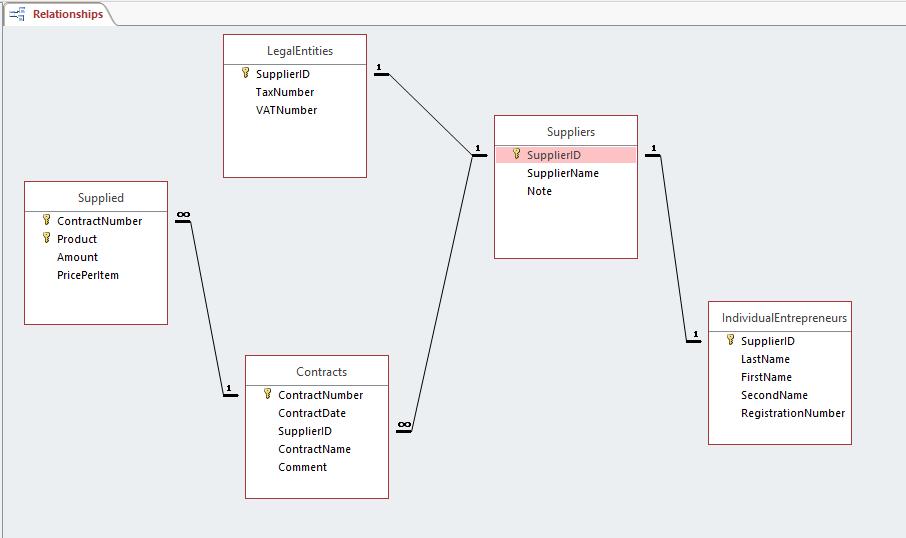 Relationships
LegalEntities
SupplierID
TaxNumber
VATNumber
1
1
Suppliers
SupplierID
SupplierName
Note
1
Supplied
ContractNumber
Product
Amount
PricePerItem
∞
1
Contracts
ContractNumber
ContractDate
SupplierID
ContractName
Comment
∞
1
IndividualEntrepreneurs
SupplierID
LastName
FirstName
SecondName
RegistrationNumber